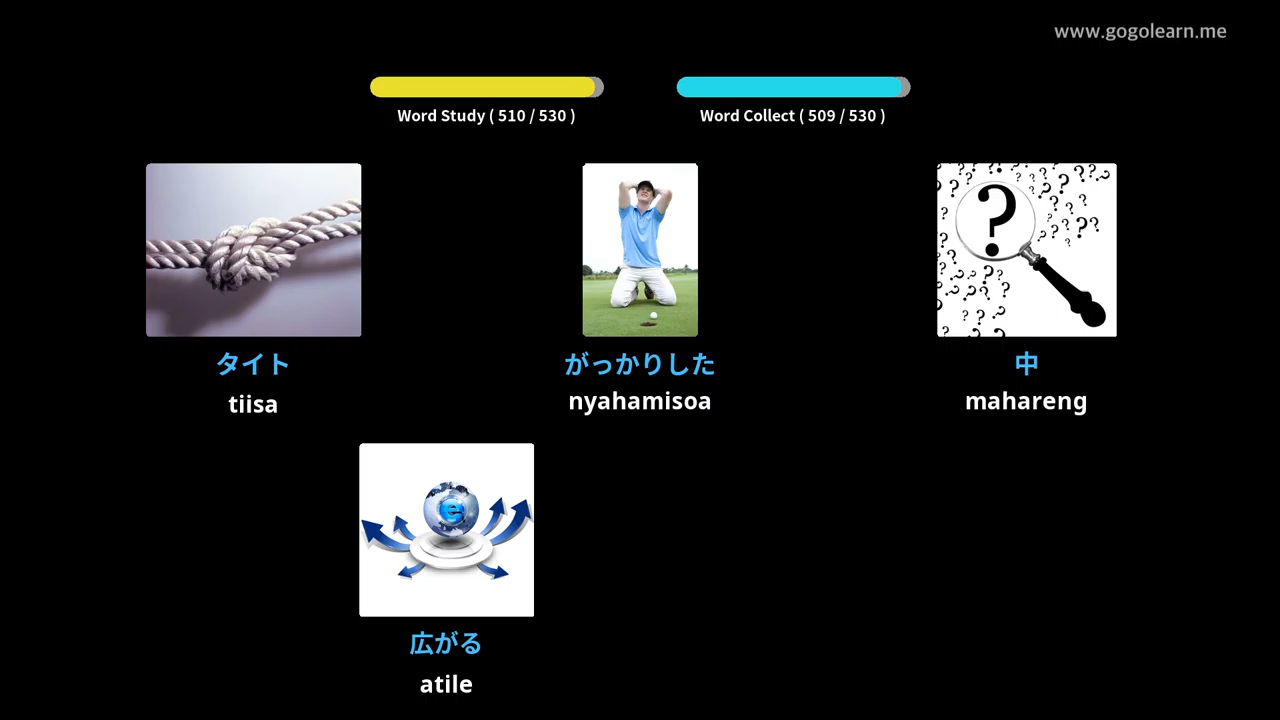 www.gogolearn.me
Word Study ( 510 / 530 )
Word Collect ( 509 / 530 )
タイト
tiisa
がっかりした
nyahamisoa
中
mahareng
e
広がる
atile